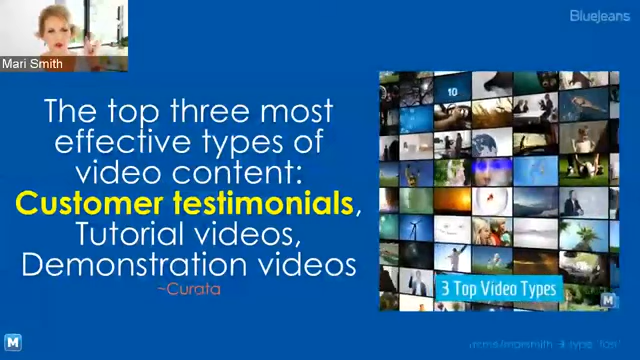 BlueJeans
Mari Smith
The top three most
effective types of
video content:
Customer testimonials,
Tutorial videos,
Demonstration videos
~Curata
10
3 Top Video Types
M
M